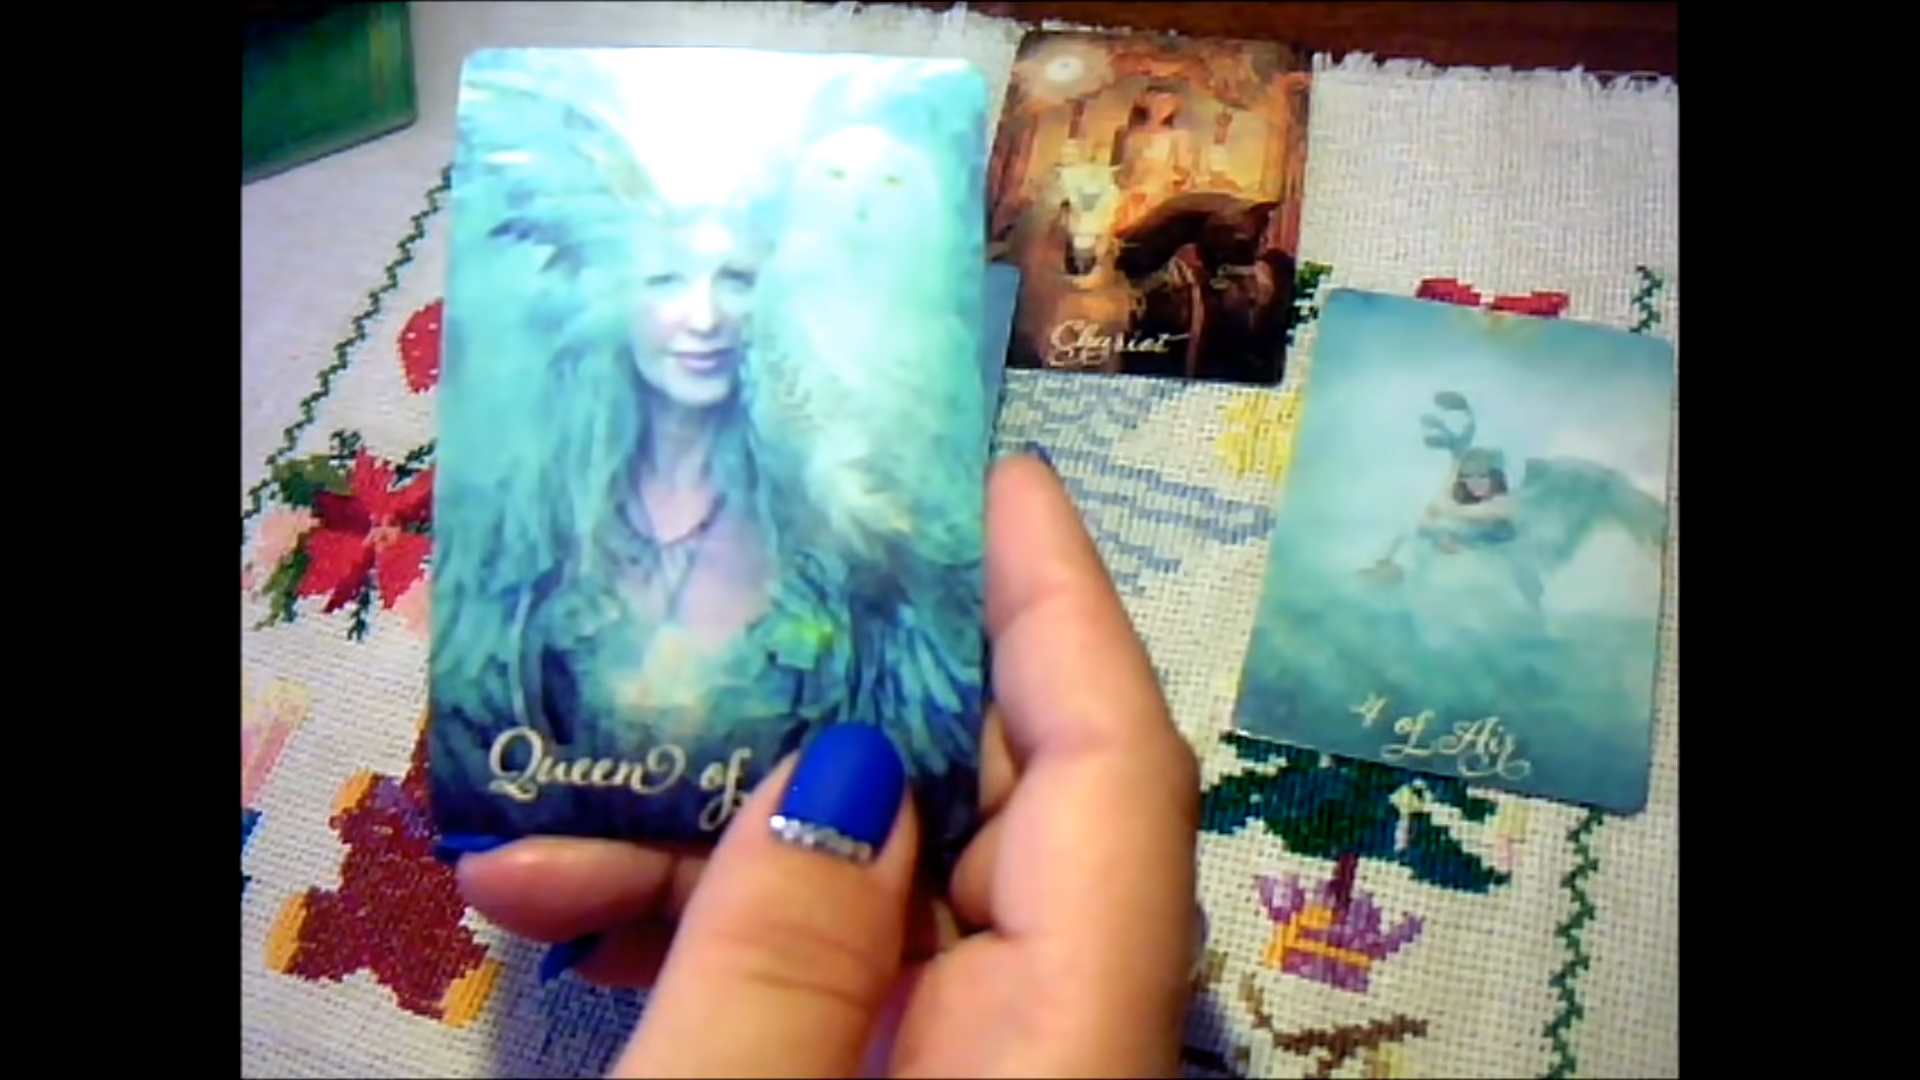 Chariot
4 of Air
Queen of